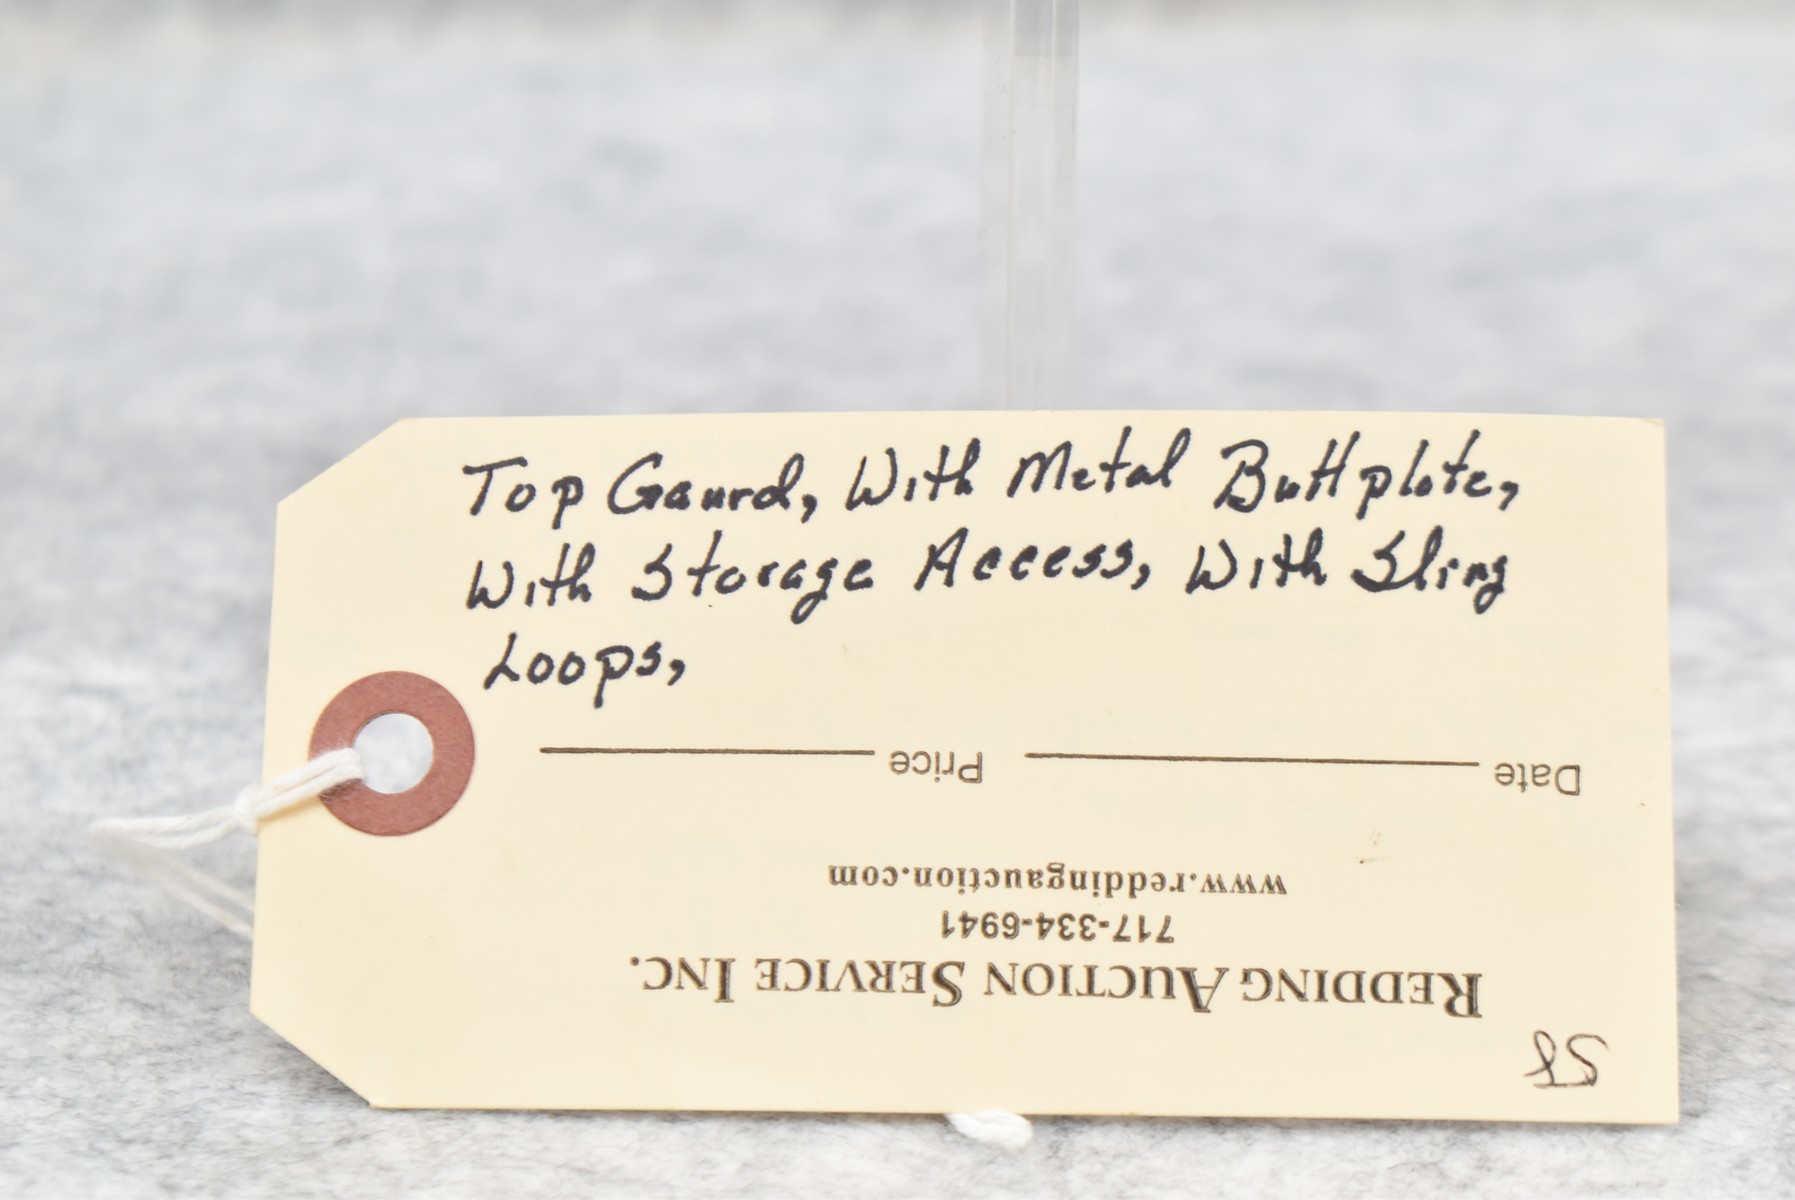 Top Gaurd, With Metal Buttplate,
With Storage Access, With Sling
Loops,
58
REDDING AUCTION SERVICE INC.
717-334-6941
www.reddingauction.com
Date Price